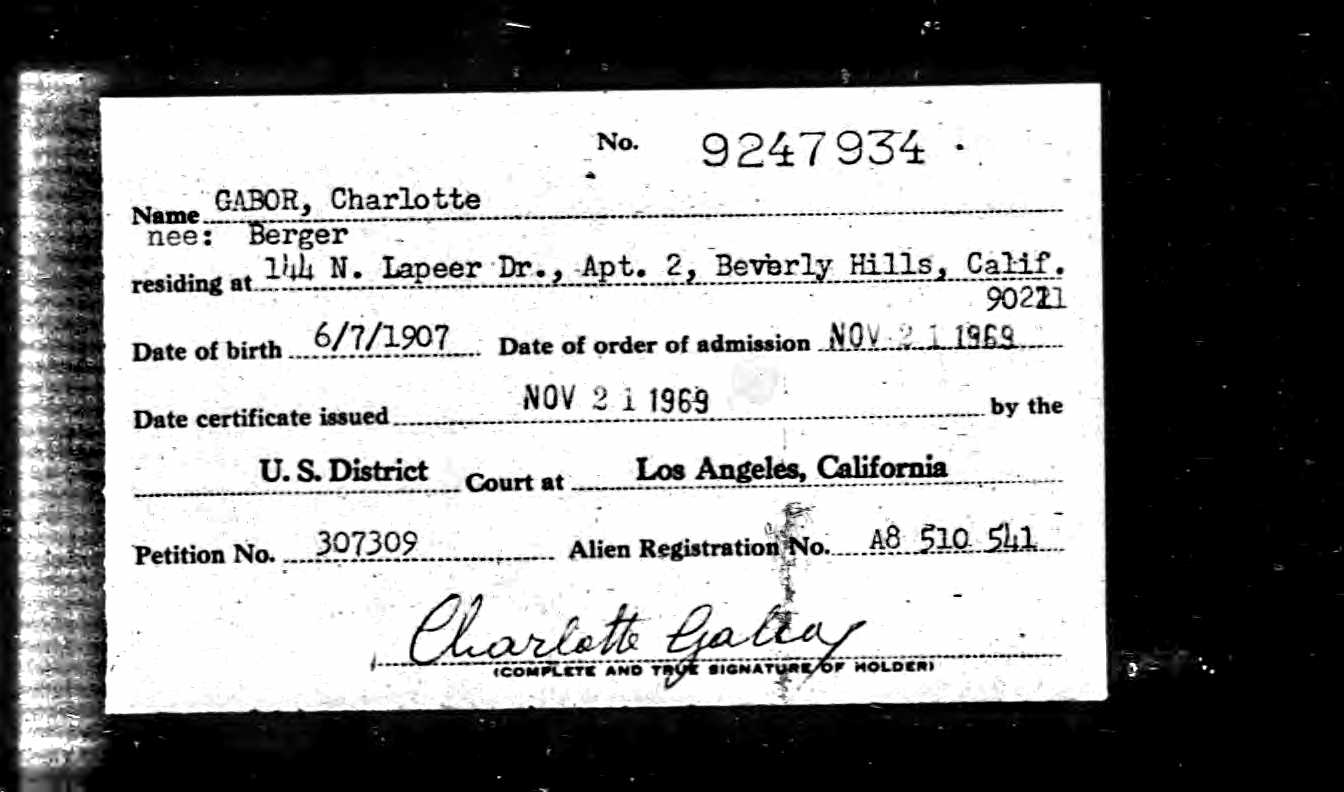 No. 9247934
Name GABOR, Charlotte
nee: Berger
residing at 144 N. Lapeer Dr., Apt. 2, Beverly Hills, Calif.
90211
Date of birth 6/7/1907 Date of order of admission NOV 21 1969
Date certificate issued NOV 21 1969 by the
U. S. District Court at Los Angeles, California
Petition No. 307309 Alien Registration No. A8 510 541
Charlotte Gabor
(COMPLETE AND TRUE SIGNATURE OF HOLDER)